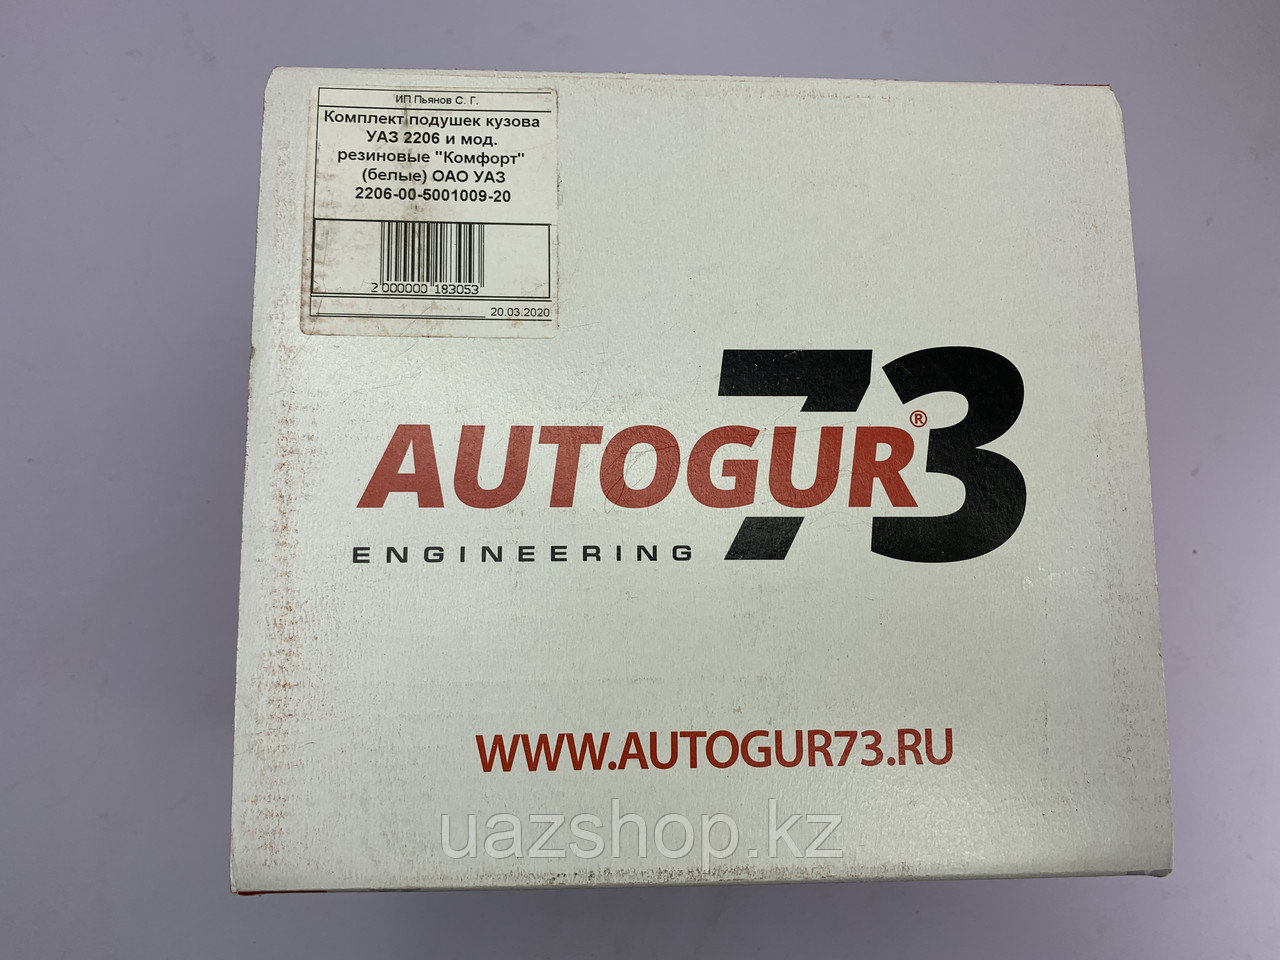 ИП Пьянов С. Г.
Комплект подушек кузова
УАЗ 2206 и мод.
резиновые "Комфорт"
(белые) ОАО УАЗ
2206-00-5001009-20
2 000000 183053
20.03.2020
73
AUTOGUR®
ENGINEERING
WWW.AUTOGUR73.RU
uazshop.kz